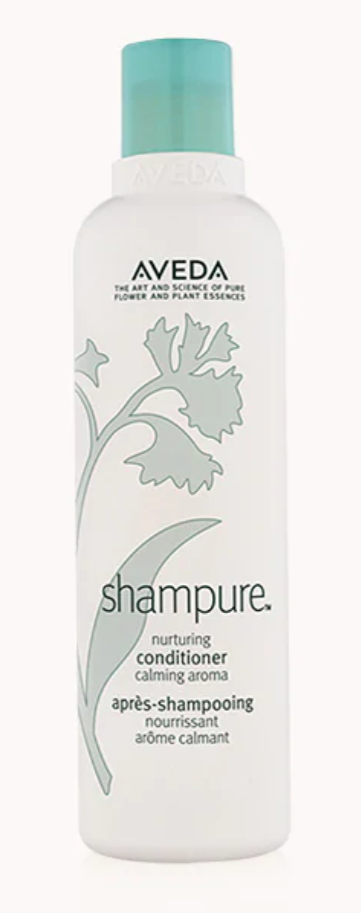 AVEDA
AVEDA
THE ART AND SCIENCE OF PURE
FLOWER AND PLANT ESSENCES
shampure™
nurturing
conditioner
calming aroma
après-shampooing
nourrissant
arôme calmant